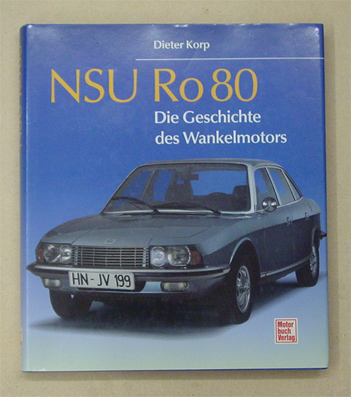 Dieter Korp
NSU Ro 80
Die Geschichte
des Wankelmotors
HN-JV 199
Motor
buch
Verlag